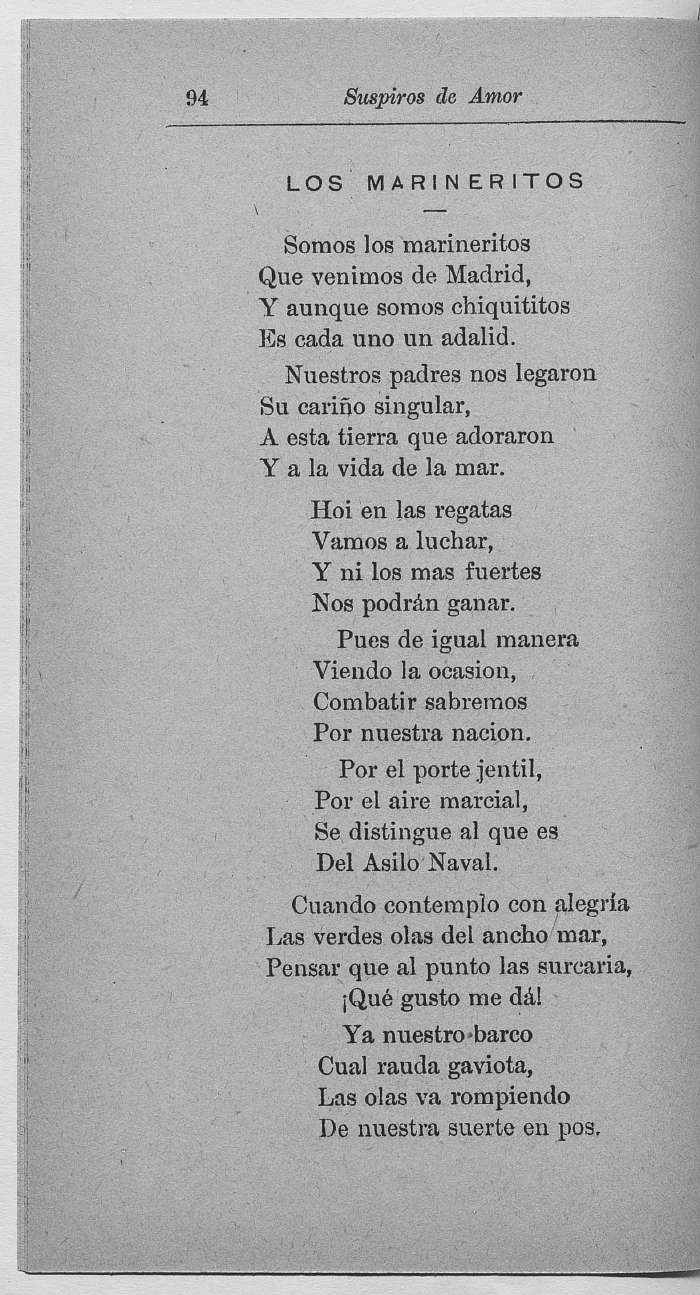 94 Suspiros de Amor
LOS MARINERITOS
Somos los marineritos
Que venimos de Madrid,
Y aunque somos chiquititos
Es cada uno un adalid.
Nuestros padres nos legaron
Su cariño singular,
A esta tierra que adoraron
Y a la vida de la mar.
Hoi en las regatas
Vamos a luchar,
Y ni los mas fuertes
Nos podrán ganar.
Pues de igual manera
Viendo la ocasion,
Combatir sabremos
Por nuestra nacion.
Por el porte jentil,
Por el aire marcial,
Se distingue al que es
Del Asilo Naval.
Cuando contemplo con alegría
Las verdes olas del ancho mar,
Pensar que al punto las surcaria,
¡Qué gusto me dá!
Ya nuestro barco
Cual rauda gaviota,
Las olas va rompiendo
De nuestra suerte en pos.